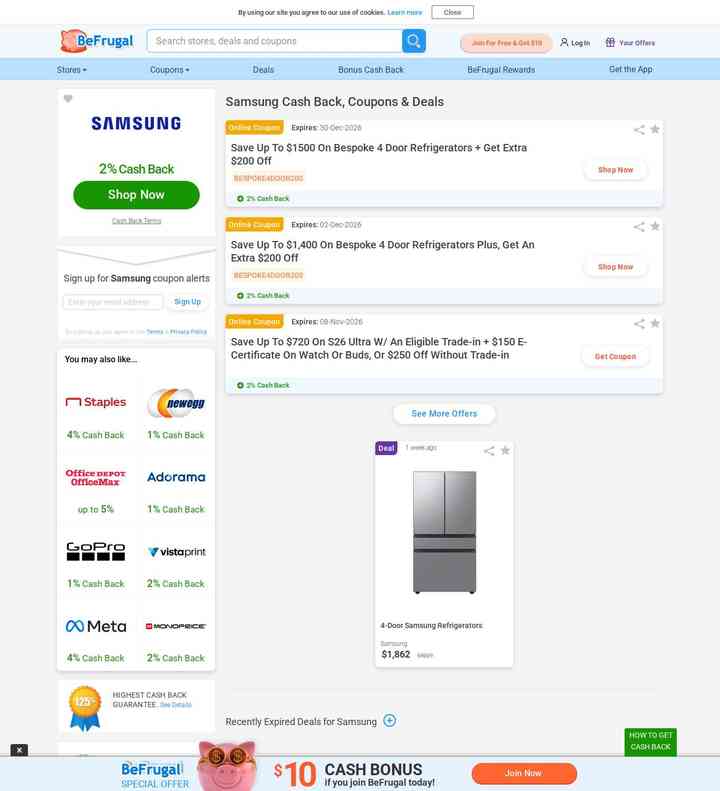 By using our site you agree to our use of cookies. Learn more Close
BeFrugal
Search stores, deals and coupons
Join For Free & Get $10
Log In
Your Offers
Stores
Coupons
Deals
Bonus Cash Back
BeFrugal Rewards
Get the App
SAMSUNG
2% Cash Back
Shop Now
Cash Back Terms
Sign up for Samsung coupon alerts
Enter your email address
Sign Up
Terms
Privacy Policy
You may also like...
Staples
4% Cash Back
newegg
1% Cash Back
Office DEPOT
OfficeMax
up to 5%
Adorama
1% Cash Back
GoPro
1% Cash Back
vistaprint
2% Cash Back
Meta
4% Cash Back
MONOPRICE
2% Cash Back
125%
HIGHEST CASH BACK
GUARANTEE. See Details
Samsung Cash Back, Coupons & Deals
Online Coupon Expires: 30-Dec-2026
Save Up To $1500 On Bespoke 4 Door Refrigerators + Get Extra
$200 Off
BESPOKE4DOOR200
Shop Now
2% Cash Back
Online Coupon Expires: 02-Dec-2026
Save Up To $1,400 On Bespoke 4 Door Refrigerators Plus, Get An
Extra $200 Off
BESPOKE4DOOR200
Shop Now
2% Cash Back
Online Coupon Expires: 08-Nov-2026
Save Up To $720 On S26 Ultra W/ An Eligible Trade-in + $150 E-
Certificate On Watch Or Buds, Or $250 Off Without Trade-in
Get Coupon
2% Cash Back
See More Offers
Deal 1 week ago
4-Door Samsung Refrigerators
Samsung
$1,862
Recently Expired Deals for Samsung
HOW TO GET
CASH BACK
x
BeFrugal
SPECIAL OFFER
$10 CASH BONUS
if you join BeFrugal today!
Join Now